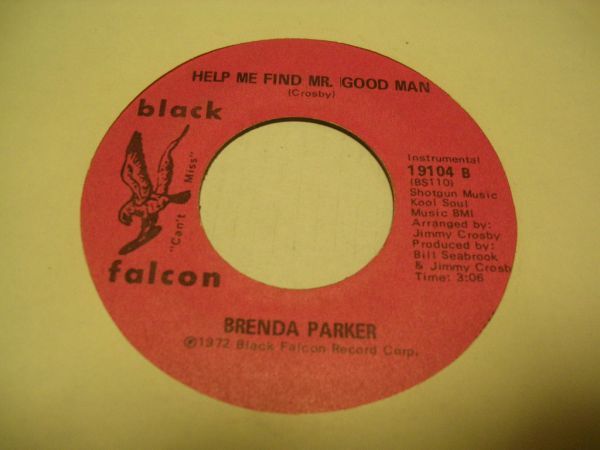 HELP ME FIND MR. GOOD MAN
(Crosby)
black
"Can't Miss"
falcon
Instrumental
19104 B
(BS110)
Shotgun Music
Kool Soul
Music BMI
Arranged by:
Jimmy Crosby
Produced by:
Bill Seabrook
& Jimmy Crosb
Time: 3:06
BRENDA PARKER
℗1972 Black Falcon Record Corp.